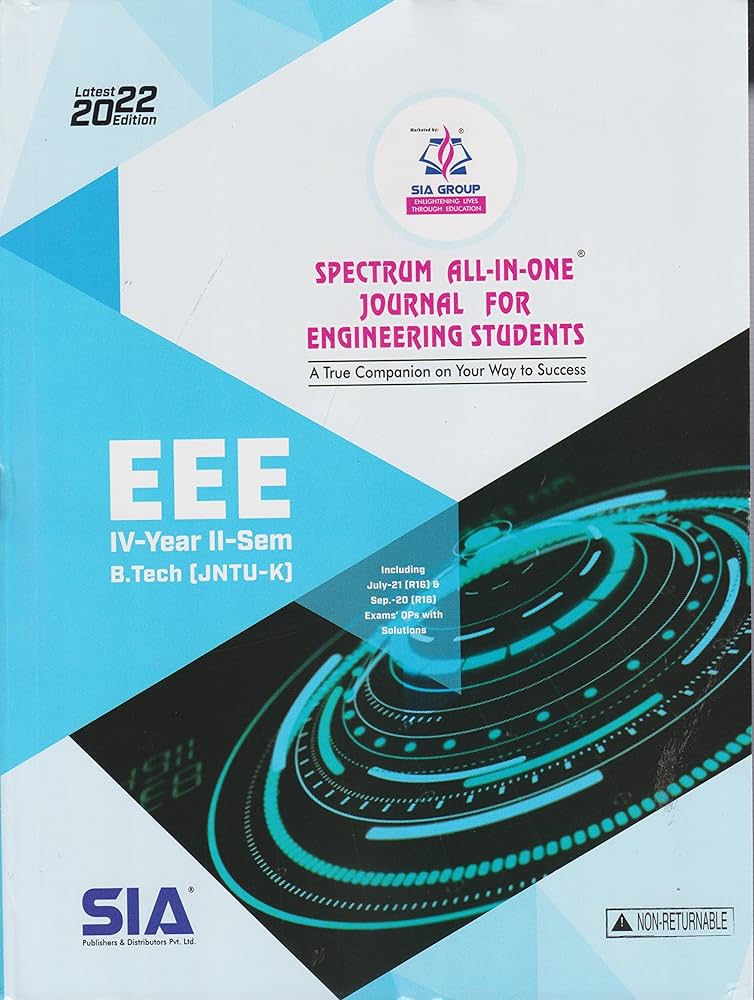 Latest
2022
Edition
Marketed by:
®
SIA GROUP
ENLIGHTENING LIVES
THROUGH EDUCATION
SPECTRUM ALL-IN-ONE®
JOURNAL FOR
ENGINEERING STUDENTS
A True Companion on Your Way to Success
EEE
IV-Year II-Sem
B.Tech (JNTU-K)
Including
July-21 (R16) &
Sep.-20 (R16)
Exams' QPs with
Solutions
SIA®
Publishers & Distributors Pvt. Ltd.
NON-RETURNABLE